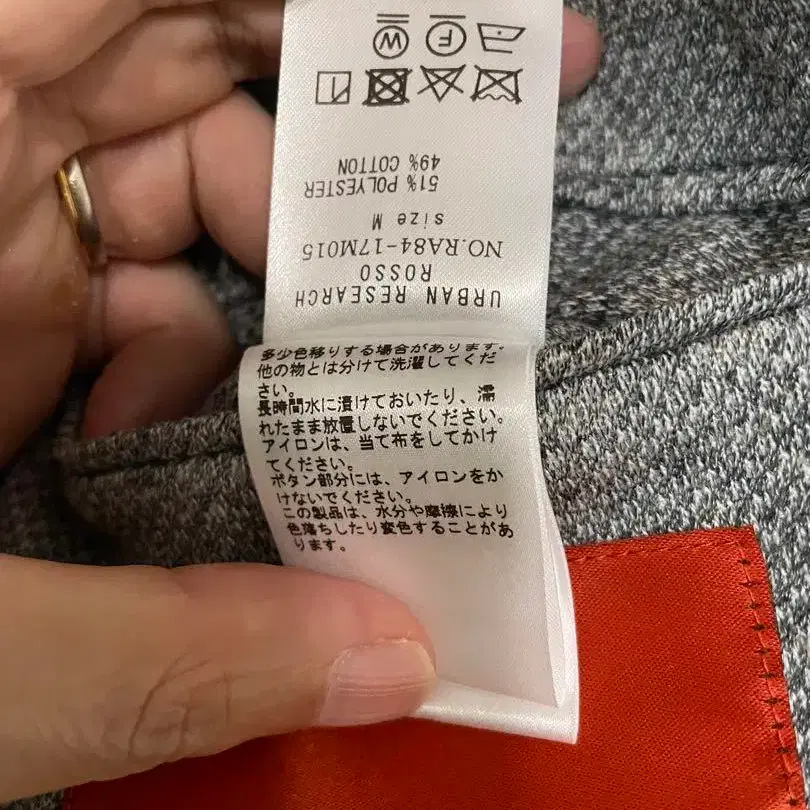 URBAN RESEARCH
ROSSO
NO.RA84-17M015
size M
51% POLYESTER
49% COTTON
W F
多少色移りする場合があります。
他の物とは分けて洗濯してくだ
さい。
長時間水に漬けておいたり、濡
れたまま放置しないでください。
アイロンは、当て布をしてかけ
てください。
ボタン部分には、アイロンをか
けないでください。
この製品は、水分や摩擦により
色落ちしたり変色することがあ
ります。